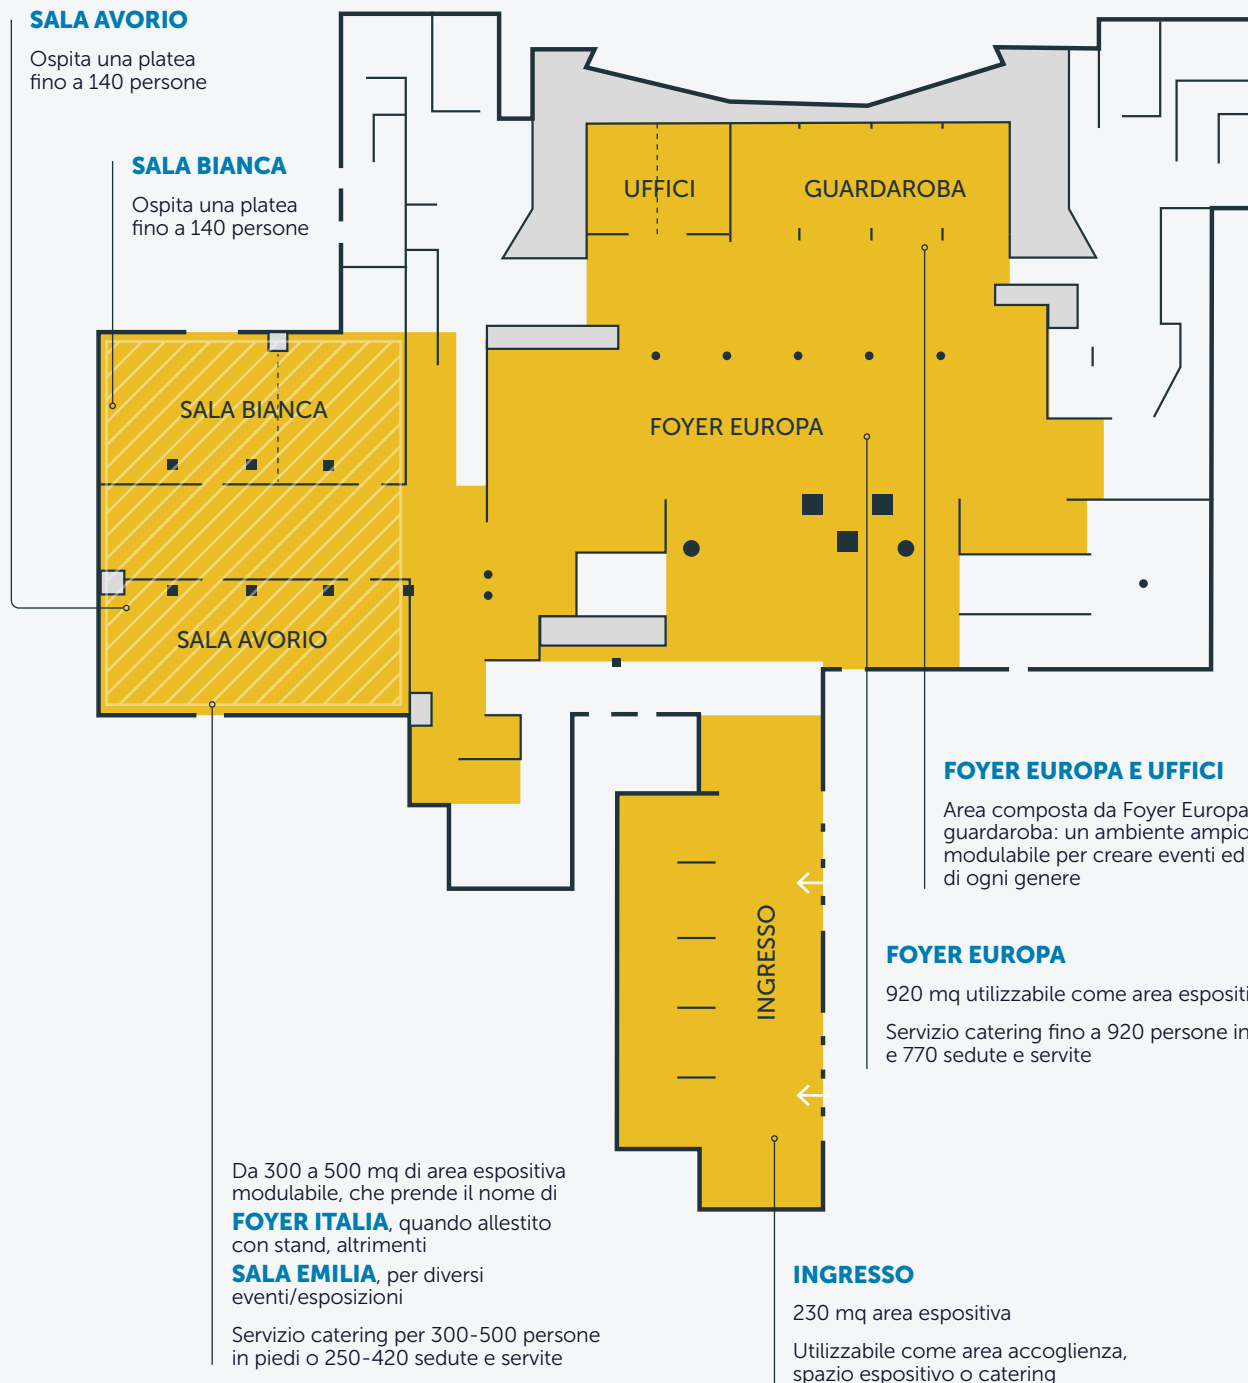 SALA AVORIO
Ospita una platea
fino a 140 persone
SALA BIANCA
Ospita una platea
fino a 140 persone
UFFICI
GUARDAROBA
SALA BIANCA
FOYER EUROPA
SALA AVORIO
INGRESSO
FOYER EUROPA E UFFICI
Area composta da Foyer Europa
guardaroba: un ambiente ampio
modulabile per creare eventi ed
di ogni genere
FOYER EUROPA
920 mq utilizzabile come area espositi
Servizio catering fino a 920 persone in
e 770 sedute e servite
Da 300 a 500 mq di area espositiva
modulabile, che prende il nome di
FOYER ITALIA, quando allestito
con stand, altrimenti
SALA EMILIA, per diversi
eventi/esposizioni
Servizio catering per 300-500 persone
in piedi o 250-420 sedute e servite
INGRESSO
230 mq area espositiva
Utilizzabile come area accoglienza,
spazio espositivo o catering